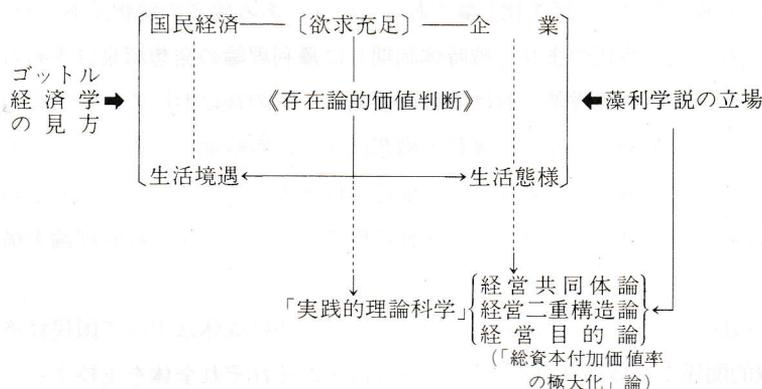 国民経済──〔欲求充足〕──企　　業
ゴットル
経済学
の見方
《存在論的価値判断》
藻利学説の立場
生活境遇
生活態様
「実践的理論科学」
経営共同体論
経営二重構造論
経営目的論
(「総資本付加価値率
の極大化」論)